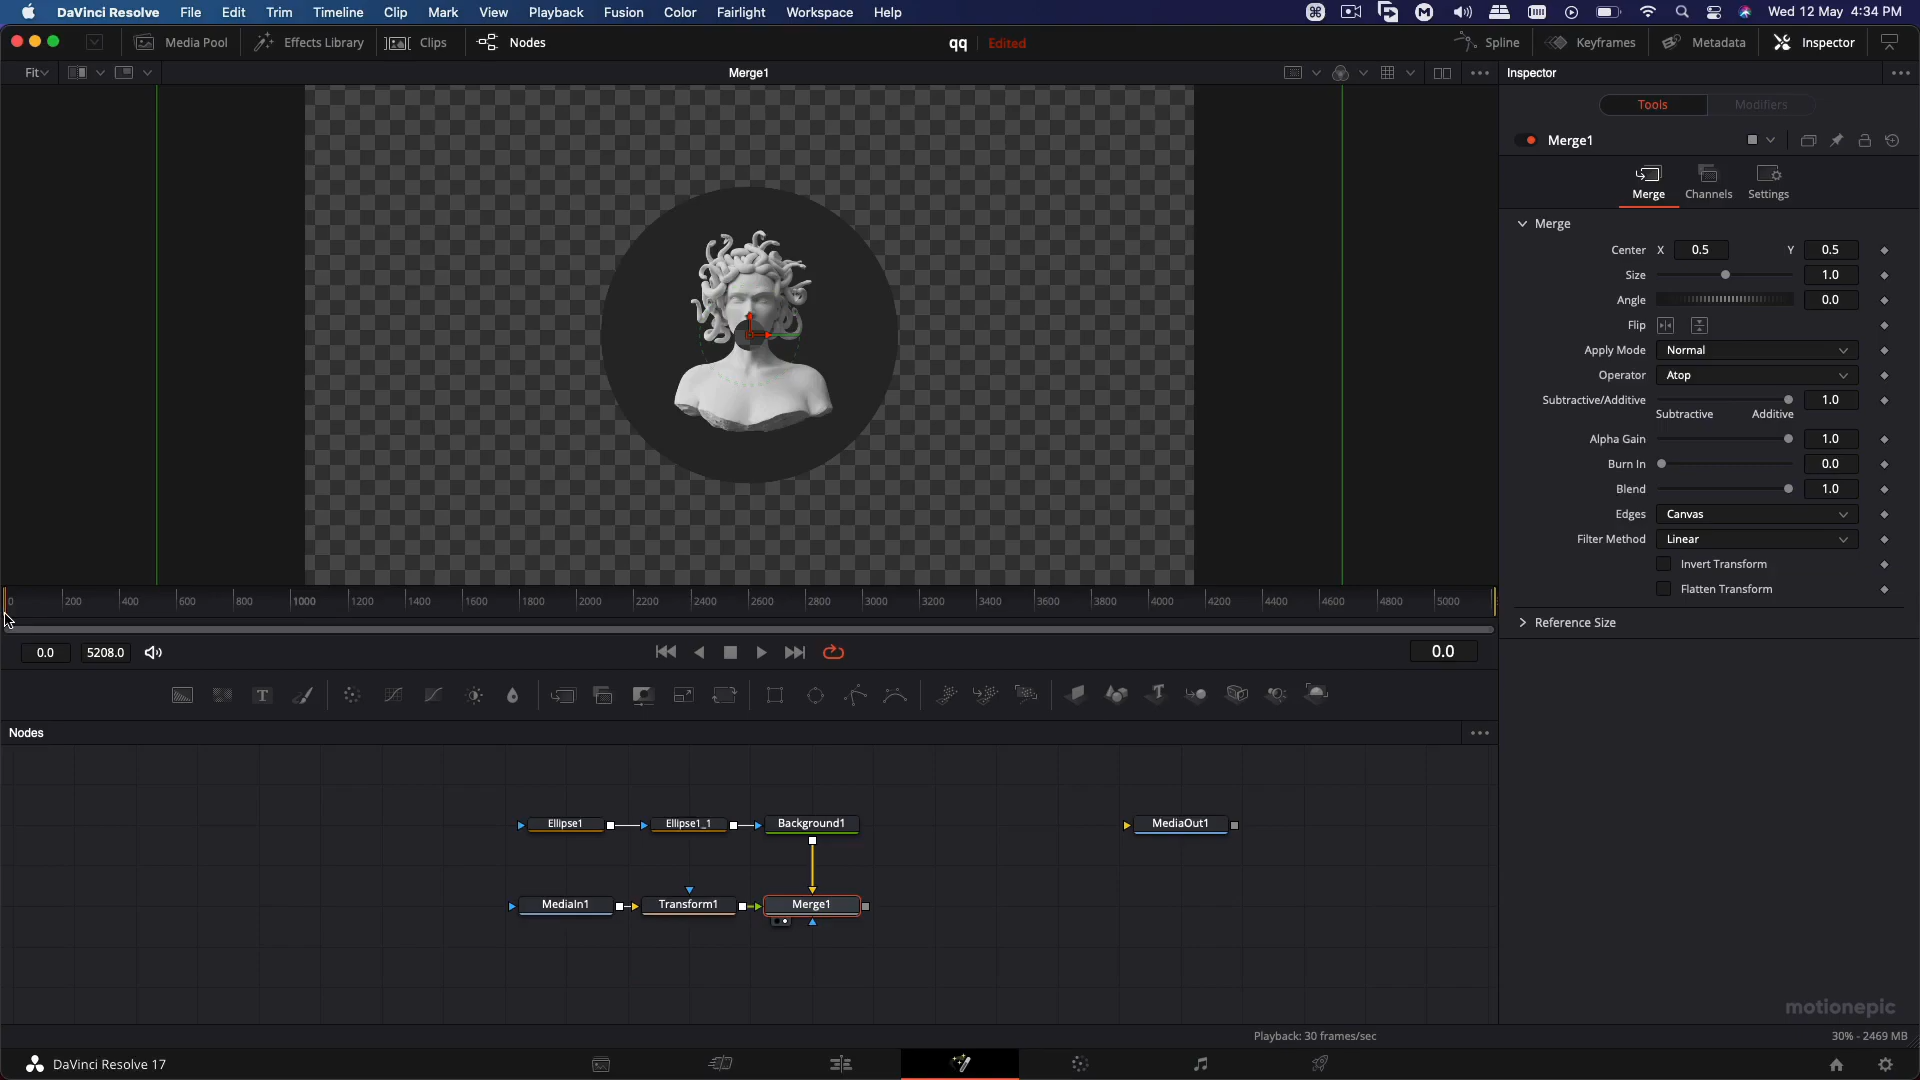 DaVinci Resolve File Edit Trim Timeline Clip Mark View Playback Fusion Color Fairlight Workspace Help Wed 12 May 4:34 PM
Media Pool Effects Library Clips Nodes qq Edited Spline Keyframes Metadata Inspector
Fit Merge1 Inspector
Tools Modifiers
Merge1
Merge Channels Settings
Merge
Center X 0.5 Y 0.5
Size 1.0
Angle 0.0
Flip
Apply Mode Normal
Operator Atop
Subtractive/Additive 1.0
Subtractive Additive
Alpha Gain 1.0
Burn In 0.0
Blend 1.0
Edges Canvas
Filter Method Linear
Invert Transform
Flatten Transform
Reference Size
0 200 400 600 800 1000 1200 1400 1600 1800 2000 2200 2400 2600 2800 3000 3200 3400 3600 3800 4000 4200 4400 4600 4800 5000
0.0 5208.0 0.0
Nodes
Ellipse1 Ellipse1_1 Background1 MediaOut1
MediaIn1 Transform1 Merge1
motionepic
Playback: 30 frames/sec 30% - 2469 MB
DaVinci Resolve 17